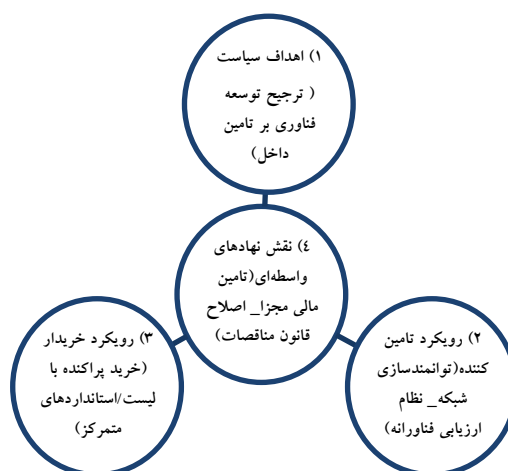 ۱) اهداف سیاست
( ترجیح توسعه
فناوری بر تامین
داخل)
٤) نقش نهادهای
واسطه‌ای(تامین
مالی مجزا_ اصلاح
قانون مناقصات)
۲) رویکرد تامین
کننده(توانمندسازی
شبکه_ نظام
ارزیابی فناورانه)
۳) رویکرد خریدار
(خرید پراکنده با
لیست/استانداردهای
متمرکز)